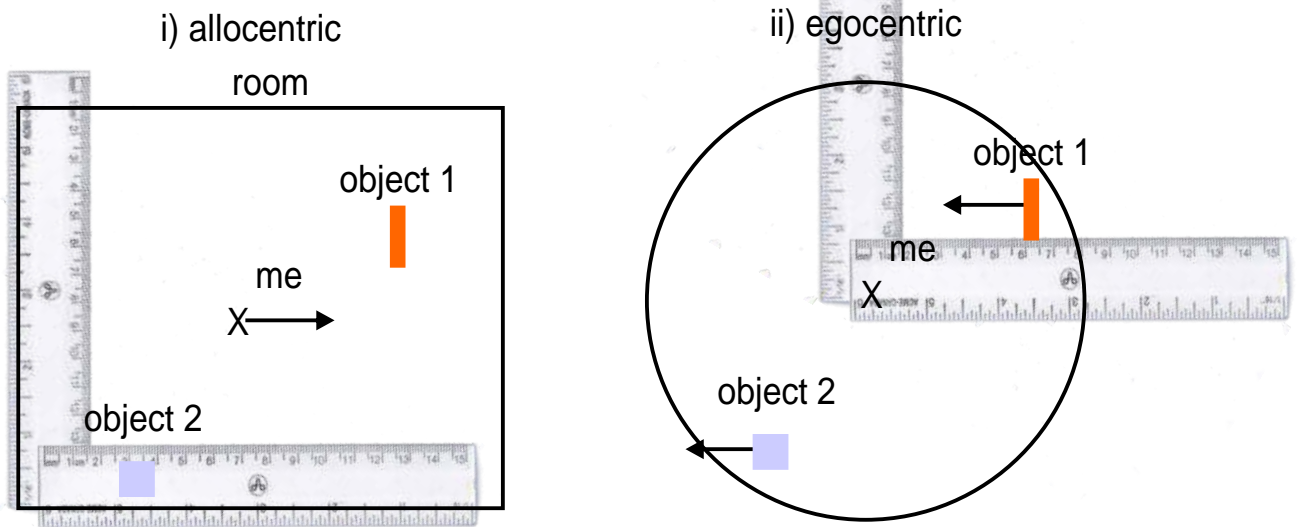 i) allocentric
room
object 1
me
X
object 2
ii) egocentric
object 1
me
X
object 2